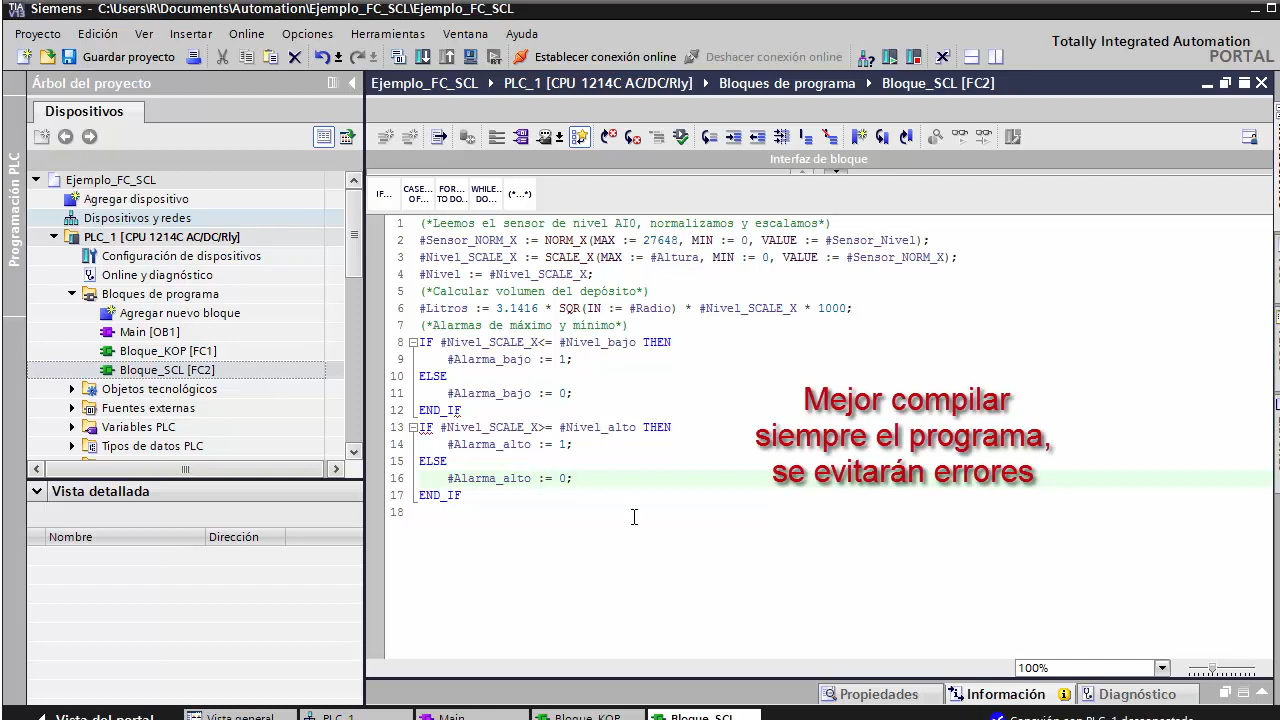 TIA
V13
Siemens - C:\Users\R\Documents\Automation\Ejemplo_FC_SCL\Ejemplo_FC_SCL
Proyecto Edición Ver Insertar Online Opciones Herramientas Ventana Ayuda
Totally Integrated Automation
PORTAL
Guardar proyecto
Establecer conexión online
Deshacer conexión online
Árbol del proyecto
Ejemplo_FC_SCL PLC_1 [CPU 1214C AC/DC/Rly] Bloques de programa Bloque_SCL [FC2]
Dispositivos
Programación PLC
Ejemplo_FC_SCL
Agregar dispositivo
Dispositivos y redes
PLC_1 [CPU 1214C AC/DC/Rly]
Configuración de dispositivos
Online y diagnóstico
Bloques de programa
Agregar nuevo bloque
Main [OB1]
Bloque_KOP [FC1]
Bloque_SCL [FC2]
Objetos tecnológicos
Fuentes externas
Variables PLC
Tipos de datos PLC
Vista detallada
Nombre Dirección
Interfaz de bloque
IF... CASE... OF... FOR... TO DO... WHILE... DO... (*...*)
1 (*Leemos el sensor de nivel AI0, normalizamos y escalamos*)
2 #Sensor_NORM_X := NORM_X(MAX := 27648, MIN := 0, VALUE := #Sensor_Nivel);
3 #Nivel_SCALE_X := SCALE_X(MAX := #Altura, MIN := 0, VALUE := #Sensor_NORM_X);
4 #Nivel := #Nivel_SCALE_X;
5 (*Calcular volumen del depósito*)
6 #Litros := 3.1416 * SQR(IN := #Radio) * #Nivel_SCALE_X * 1000;
7 (*Alarmas de máximo y mínimo*)
8 IF #Nivel_SCALE_X<= #Nivel_bajo THEN
9 #Alarma_bajo := 1;
10 ELSE
11 #Alarma_bajo := 0;
12 END_IF
13 IF #Nivel_SCALE_X>= #Nivel_alto THEN
14 #Alarma_alto := 1;
15 ELSE
16 #Alarma_alto := 0;
17 END_IF
18
Mejor compilar
siempre el programa,
se evitarán errores
100%
Propiedades Información Diagnóstico
Vista del portal Vista general PLC_1 Main Bloque_KOP Bloque_SCL Conexión con PLC_1 desconectada